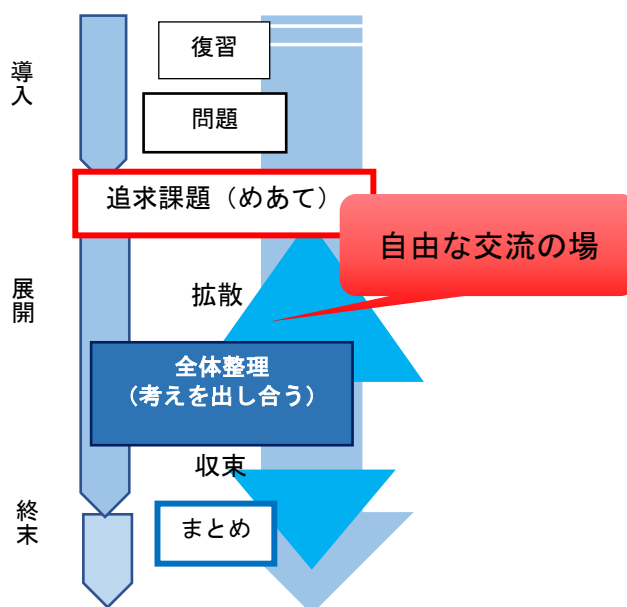 導入
復習
問題
追求課題（めあて）
自由な交流の場
展開
拡散
全体整理
（考えを出し合う）
収束
終末
まとめ